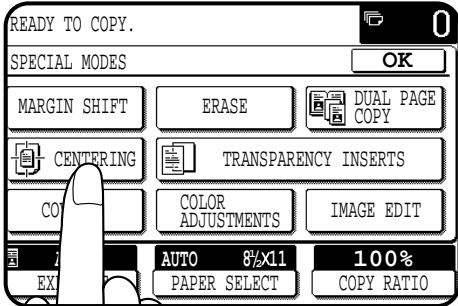 READY TO COPY.
0
SPECIAL MODES
OK
MARGIN SHIFT
ERASE
DUAL PAGE
COPY
CENTERING
TRANSPARENCY INSERTS
COLOR
ADJUSTMENTS
IMAGE EDIT
AUTO 8½X11
100%
PAPER SELECT
COPY RATIO